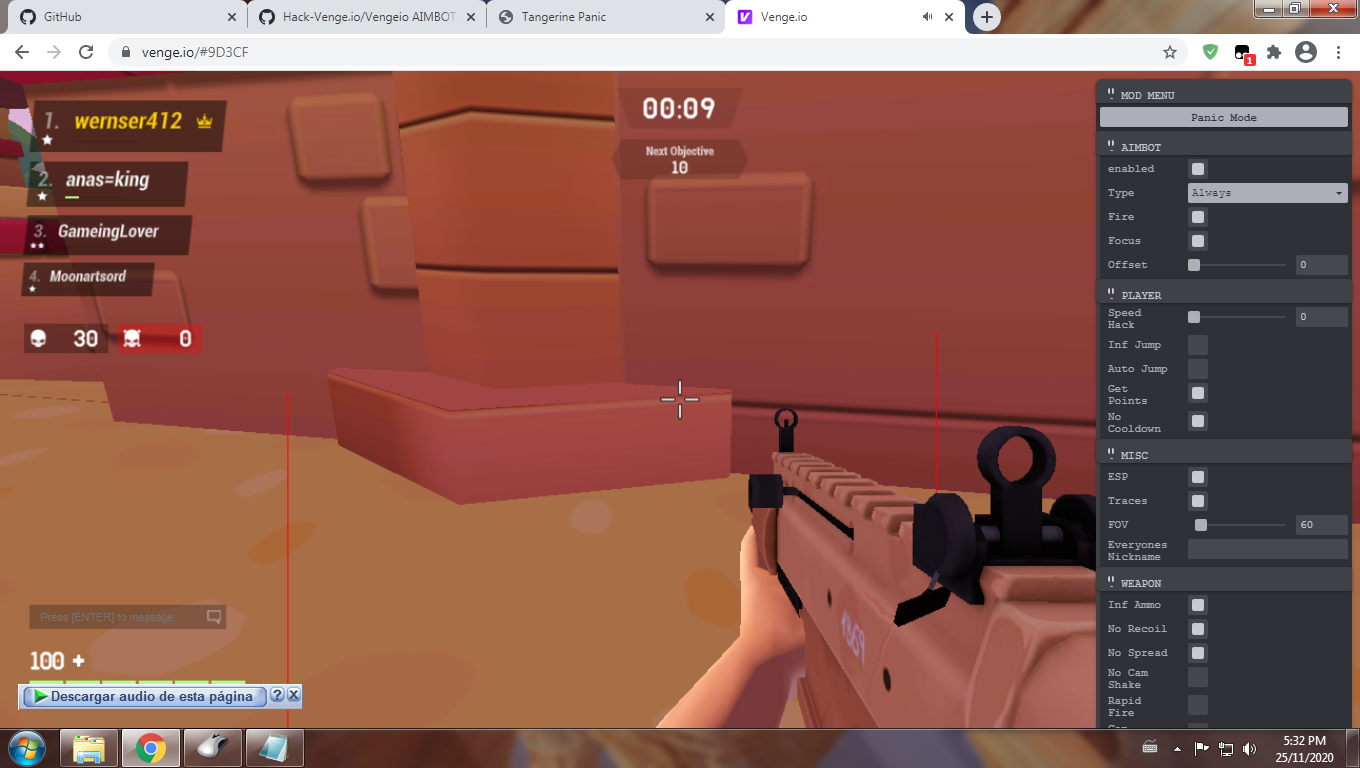 GitHub
Hack-Venge.io/Vengeio AIMBOT.
Tangerine Panic
Venge.io
venge.io/#9D3CF
1
1. wernser412
2. anas=king
3. GameingLover
4. Moonartsord
30
0
00:09
Next Objective
10
MOD MENU
Panic Mode
AIMBOT
enabled
Type
Always
Fire
Focus
Offset
0
PLAYER
Speed
Hack
0
Inf Jump
Auto Jump
Get
Points
No
Cooldown
MISC
ESP
Traces
FOV
60
Everyones
Nickname
WEAPON
Inf Ammo
No Recoil
No Spread
No Cam
Shake
Rapid
Fire
Press [ENTER] to message
100 +
Descargar audio de esta página
?
5:32 PM
25/11/2020